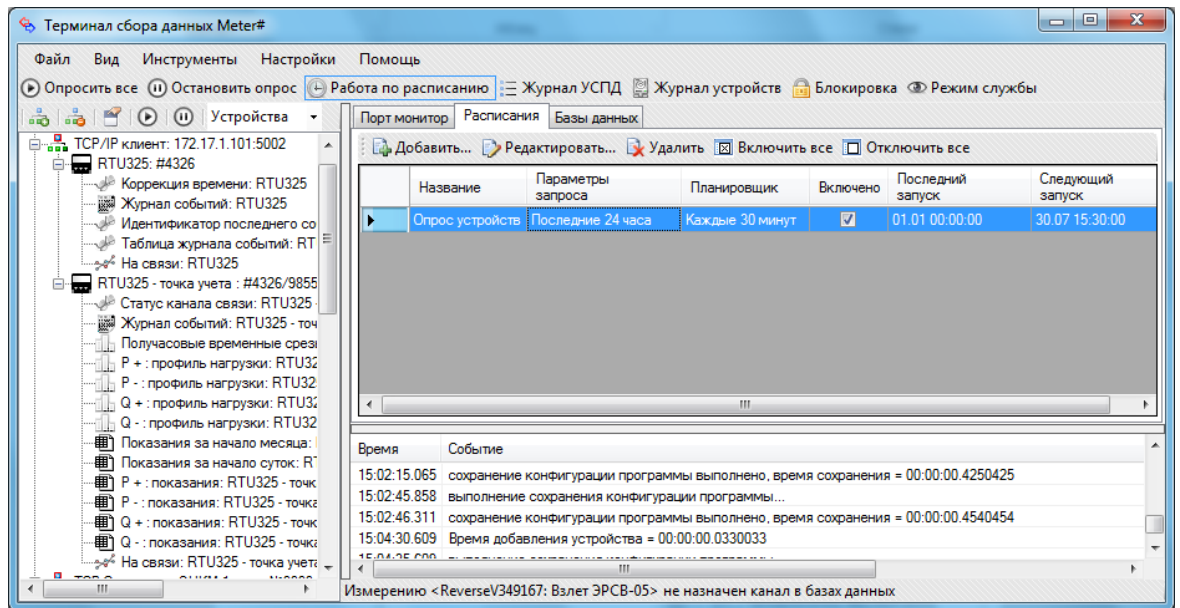 Терминал сбора данных Meter#
Файл Вид Инструменты Настройки Помощь
Опросить все Остановить опрос Работа по расписанию Журнал УСПД Журнал устройств Блокировка Режим службы
Устройства
TCP/IP клиент: 172.17.1.101:5002
RTU325: #4326
Коррекция времени: RTU325
Журнал событий: RTU325
Идентификатор последнего со
Таблица журнала событий: RT
На связи: RTU325
RTU325 - точка учета : #4326/9855
Статус канала связи: RTU325 -
Журнал событий: RTU325 - точ
Получасовые временные срезы
P + : профиль нагрузки: RTU32
P - : профиль нагрузки: RTU32
Q + : профиль нагрузки: RTU32
Q - : профиль нагрузки: RTU32
Показания за начало месяца:
Показания за начало суток: RT
P + : показания: RTU325 - точк
P - : показания: RTU325 - точка
Q + : показания: RTU325 - точк
Q - : показания: RTU325 - точка
На связи: RTU325 - точка учета
Порт монитор Расписания Базы данных
Добавить... Редактировать... Удалить Включить все Отключить все
Название Параметры запроса Планировщик Включено Последний запуск Следующий запуск
Опрос устройств Последние 24 часа Каждые 30 минут 01.01 00:00:00 30.07 15:30:00
Время Событие
15:02:15.065 сохранение конфигурации программы выполнено, время сохранения = 00:00:00.4250425
15:02:45.858 выполнение сохранения конфигурации программы...
15:02:46.311 сохранение конфигурации программы выполнено, время сохранения = 00:00:00.4540454
15:04:30.609 Время добавления устройства = 00:00:00.0330033
Измерению <ReverseV349167: Взлет ЭРСВ-05> не назначен канал в базах данных